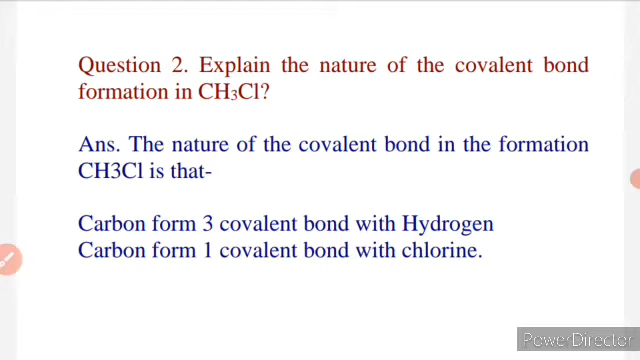 Question 2. Explain the nature of the covalent bond
formation in CH₃Cl?
Ans. The nature of the covalent bond in the formation
CH3Cl is that-
Carbon form 3 covalent bond with Hydrogen
Carbon form 1 covalent bond with chlorine.
PowerDirector